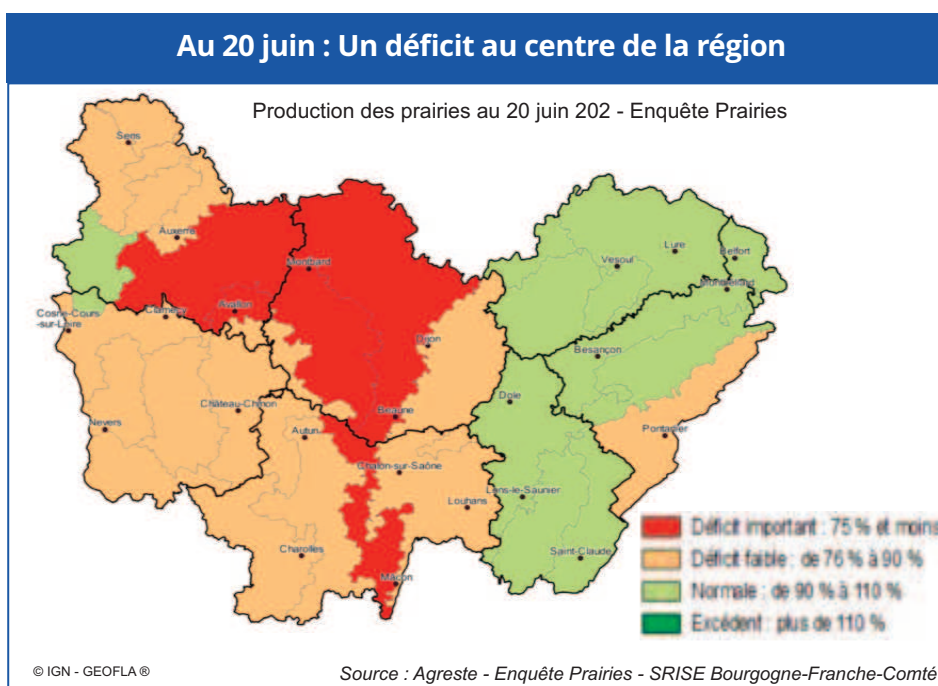 Au 20 juin : Un déficit au centre de la région
Production des prairies au 20 juin 202 - Enquête Prairies
Sens
Auxerre
Montbard
Avallon
Clamecy
Cosne-Cours
-sur-Loire
Château-Chinon
Nevers
Autun
Dijon
Beaune
Chalon-sur-Saône
Louhans
Charolles
Mâcon
Vesoul
Lure
Belfort
Montbéliard
Besançon
Dole
Pontarlier
Lons-le-Saunier
Saint-Claude
Déficit important : 75 % et moins
Déficit faible : de 76 % à 90 %
Normale : de 90 % à 110 %
Excédent : plus de 110 %
© IGN - GEOFLA ®
Source : Agreste - Enquête Prairies - SRISE Bourgogne-Franche-Comté